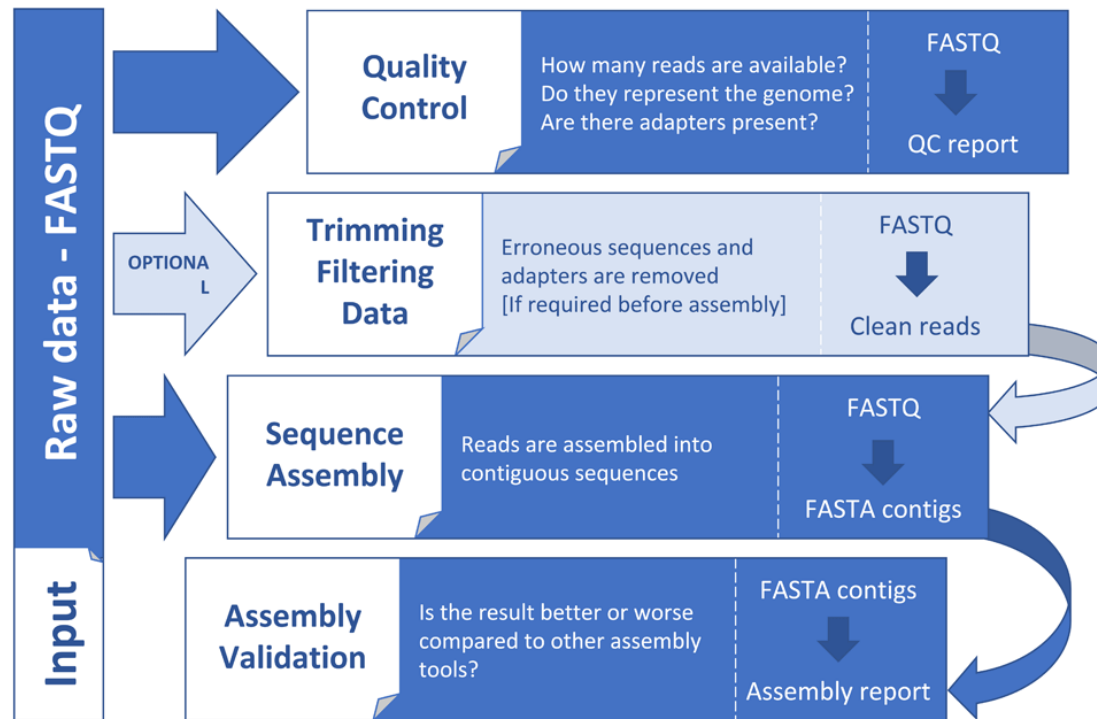 Raw data - FASTQ
Input
Quality
Control
How many reads are available?
Do they represent the genome?
Are there adapters present?
FASTQ
QC report
OPTIONA
L
Trimming
Filtering
Data
Erroneous sequences and
adapters are removed
[If required before assembly]
FASTQ
Clean reads
Sequence
Assembly
Reads are assembled into
contiguous sequences
FASTQ
FASTA contigs
Assembly
Validation
Is the result better or worse
compared to other assembly
tools?
FASTA contigs
Assembly report